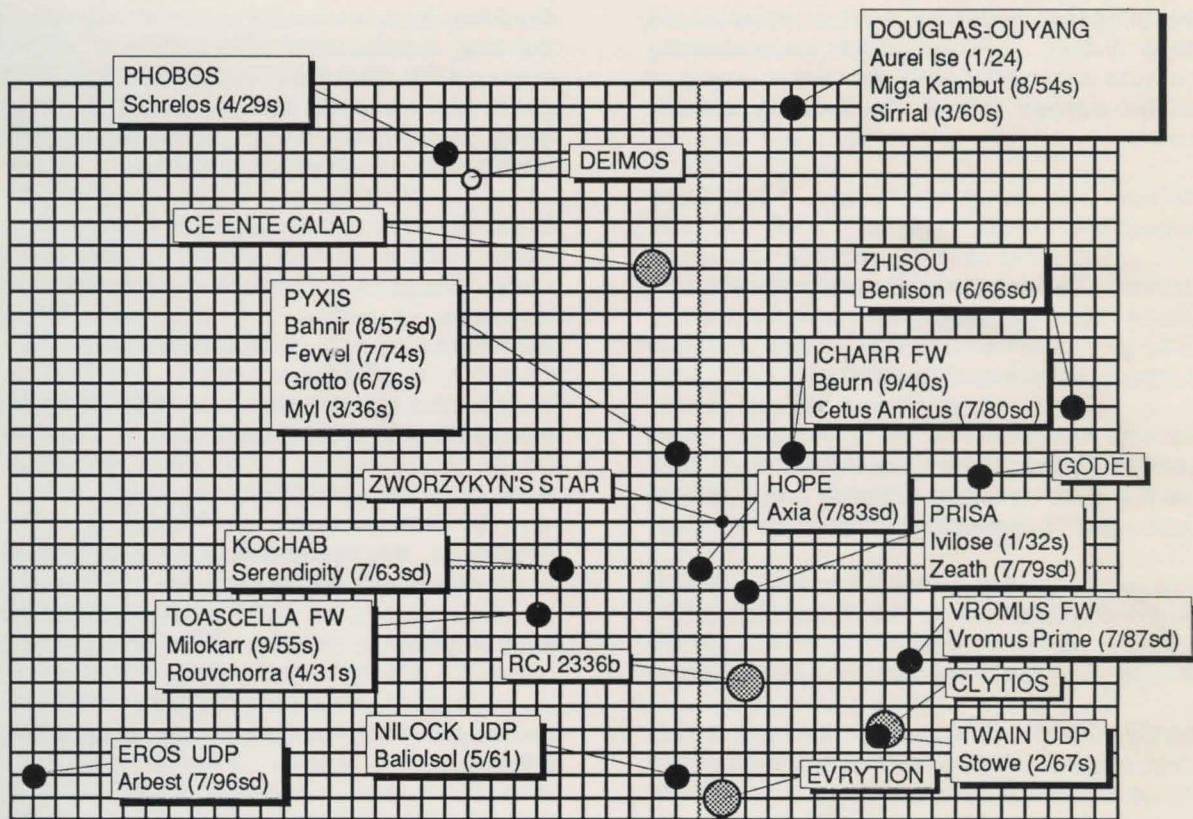 DOUGLAS-OUYANG
Aurei Ise (1/24)
Miga Kambut (8/54s)
Sirrial (3/60s)
PHOBOS
Schrelos (4/29s)
DEIMOS
CE ENTE CALAD
ZHISOU
Benison (6/66sd)
PYXIS
Bahnir (8/57sd)
Fevvel (7/74s)
Grotto (6/76s)
Myl (3/36s)
ICHARR FW
Beurn (9/40s)
Cetus Amicus (7/80sd)
GODEL
ZWORZYKYN'S STAR
HOPE
Axia (7/83sd)
PRISA
Ivilose (1/32s)
Zeath (7/79sd)
KOCHAB
Serendipity (7/63sd)
TOASCELLA FW
Milokarr (9/55s)
Rouvchorra (4/31s)
VROMUS FW
Vromus Prime (7/87sd)
RCJ 2336b
CLYTIOS
NILOCK UDP
Baliolsol (5/61)
TWAIN UDP
Stowe (2/67s)
EROS UDP
Arbest (7/96sd)
EVRYTION